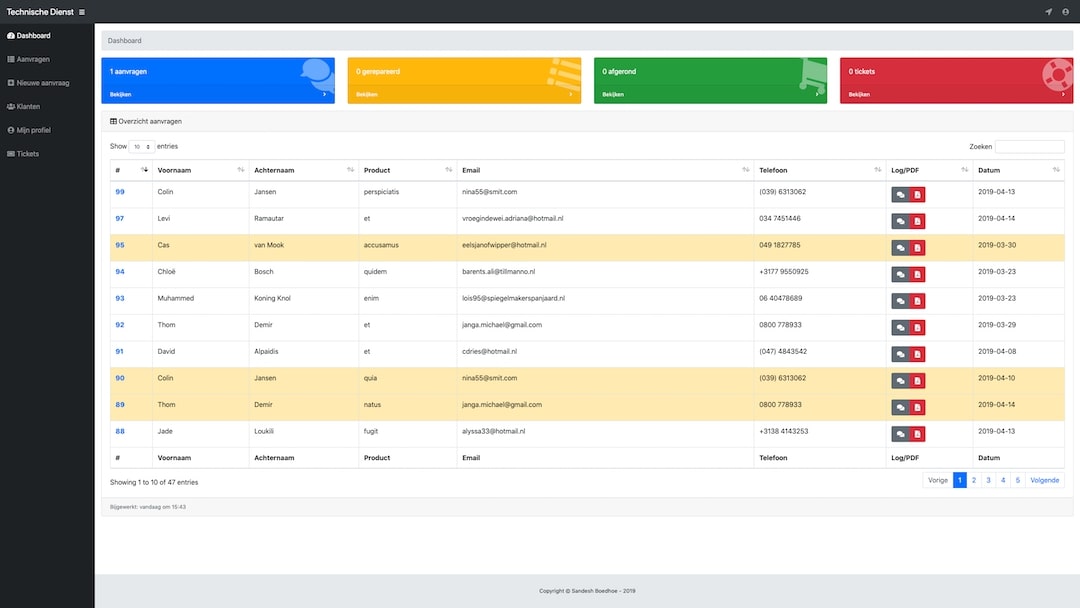 Technische Dienst
Dashboard
Aanvragen
Nieuwe aanvraag
Klanten
Mijn profiel
Tickets
Dashboard
1 aanvragen
Bekijken
0 gerepareerd
Bekijken
0 afgerond
Bekijken
0 tickets
Bekijken
Overzicht aanvragen
Show 10 entries
Zoeken
# Voornaam Achternaam Product Email Telefoon Log/PDF Datum
99 Colin Jansen perspiciatis nina55@smit.com (039) 6313062 2019-04-13
97 Levi Ramautar et vroegindewei.adriana@hotmail.nl 034 7451446 2019-04-14
95 Cas van Mook accusamus eelsjanofwipper@hotmail.nl 049 1827785 2019-03-30
94 Chloë Bosch quidem barents.ali@tillmanno.nl +3177 9550925 2019-03-23
93 Muhammed Koning Knol enim lois95@spiegelmakerspanjaard.nl 06 40478689 2019-03-23
92 Thom Demir et janga.michael@gmail.com 0800 778933 2019-03-29
91 David Alpaidis et cdries@hotmail.nl (047) 4843542 2019-04-08
90 Colin Jansen quia nina55@smit.com (039) 6313062 2019-04-10
89 Thom Demir natus janga.michael@gmail.com 0800 778933 2019-04-14
88 Jade Loukili fugit alyssa33@hotmail.nl +3138 4143253 2019-04-13
# Voornaam Achternaam Product Email Telefoon Log/PDF Datum
Showing 1 to 10 of 47 entries
Vorige 1 2 3 4 5 Volgende
Bijgewerkt: vandaag om 15:43
Copyright © Sandesh Boedhoe - 2019